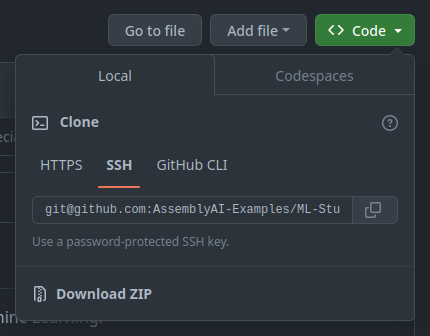 Go to file Add file Code
Local Codespaces
Clone
HTTPS SSH GitHub CLI
git@github.com:AssemblyAI-Examples/ML-Stu
Use a password-protected SSH key.
Download ZIP